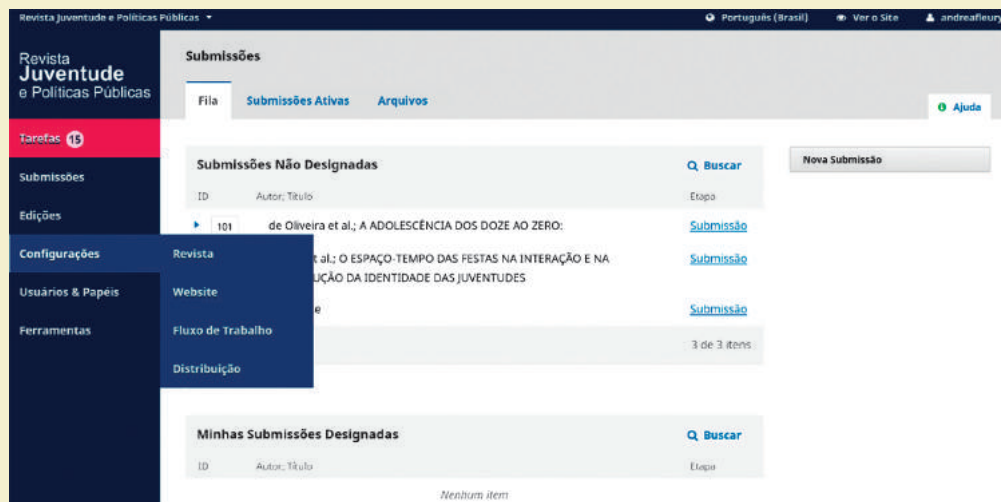 Revista Juventude e Políticas Públicas
Português (Brasil) Ver o Site andreafleury
Revista
Juventude
e Políticas Públicas
Submissões
Fila Submissões Ativas Arquivos
Ajuda
Tarefas 15
Submissões
Edições
Configurações
Usuários & Papéis
Ferramentas
Revista
Website
Fluxo de Trabalho
Distribuição
Submissões Não Designadas Buscar
ID Autor; Título Etapa
101 de Oliveira et al.; A ADOLESCÊNCIA DOS DOZE AO ZERO: Submissão
t al.; O ESPAÇO-TEMPO DAS FESTAS NA INTERAÇÃO E NA Submissão
UÇÃO DA IDENTIDADE DAS JUVENTUDES
e Submissão
3 de 3 itens
Nova Submissão
Minhas Submissões Designadas Buscar
ID Autor; Título Etapa
Nenhum item